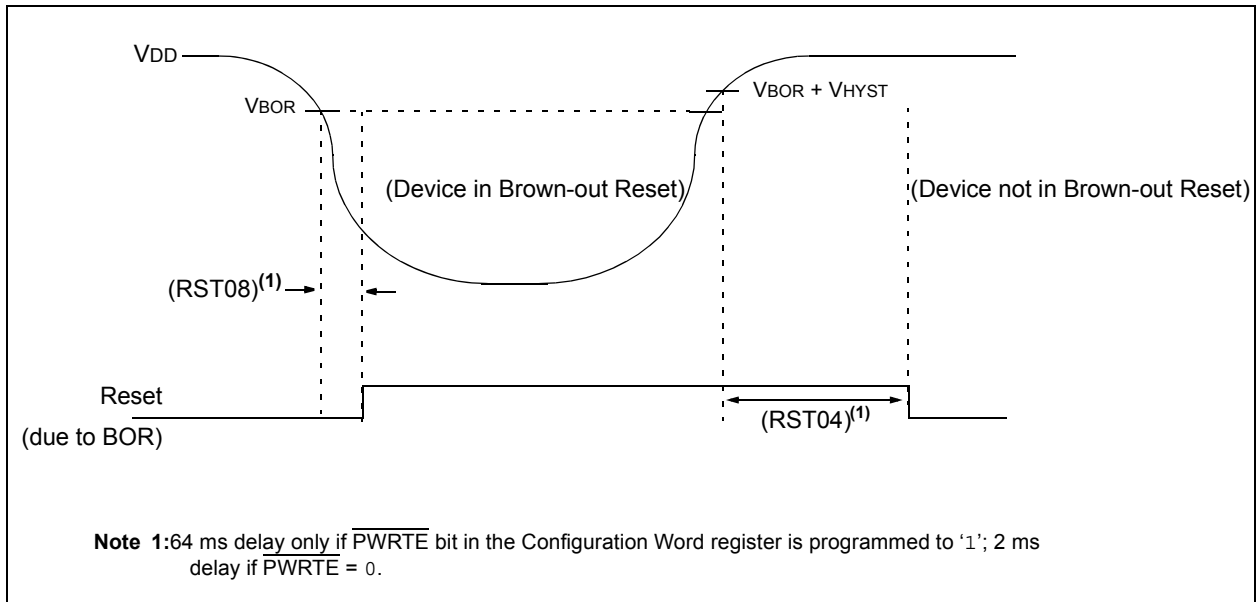 VDD
VBOR
VBOR + VHYST
(Device in Brown-out Reset)
(Device not in Brown-out Reset)
(RST08)(1)
Reset
(due to BOR)
(RST04)(1)
Note 1:64 ms delay only if PWRTE bit in the Configuration Word register is programmed to ‘1’; 2 ms
delay if PWRTE = 0.